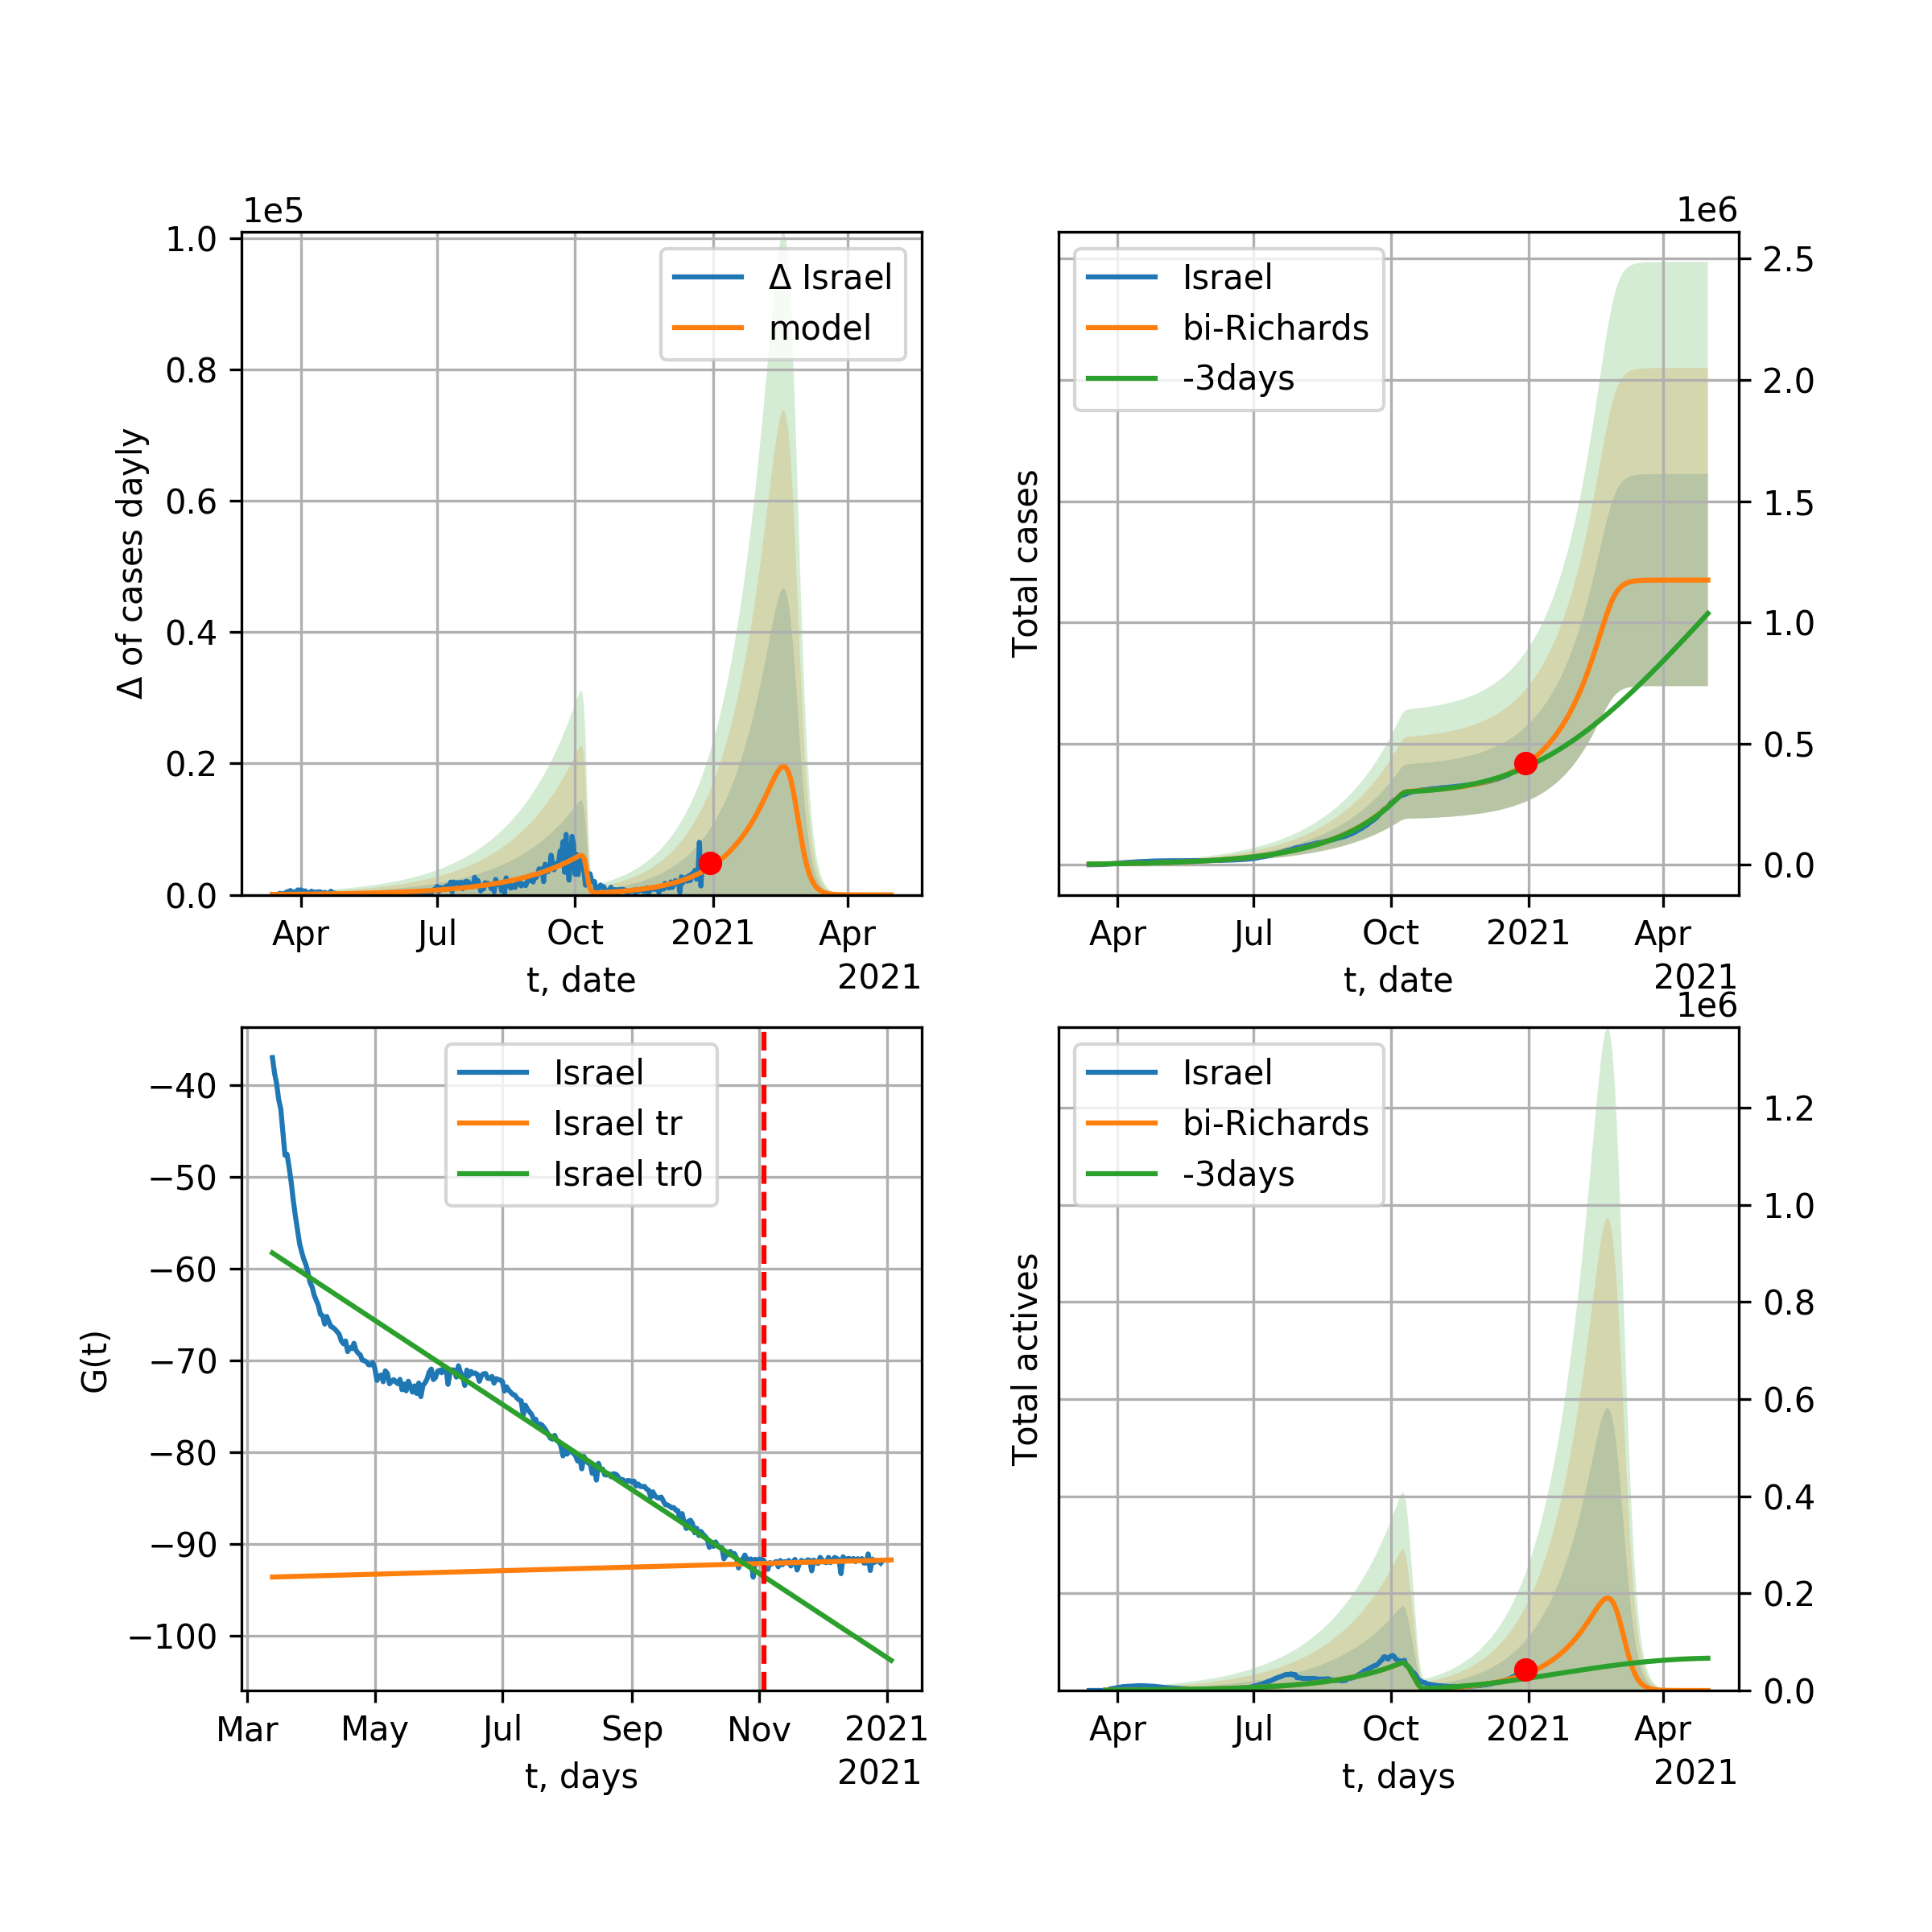 1e5
1.0
0.8
0.6
0.4
0.2
0.0
Δ of cases dayly
Δ Israel
model
Apr Jul Oct 2021 Apr
t, date
2021
1e6
2.5
2.0
1.5
1.0
0.5
0.0
Total cases
Israel
bi-Richards
-3days
Apr Jul Oct 2021 Apr
t, date
2021
−40
−50
−60
−70
−80
−90
−100
G(t)
Israel
Israel tr
Israel tr0
Mar May Jul Sep Nov 2021
t, days
2021
1e6
1.2
1.0
0.8
0.6
0.4
0.2
0.0
Total actives
Israel
bi-Richards
-3days
Apr Jul Oct 2021 Apr
t, days
2021